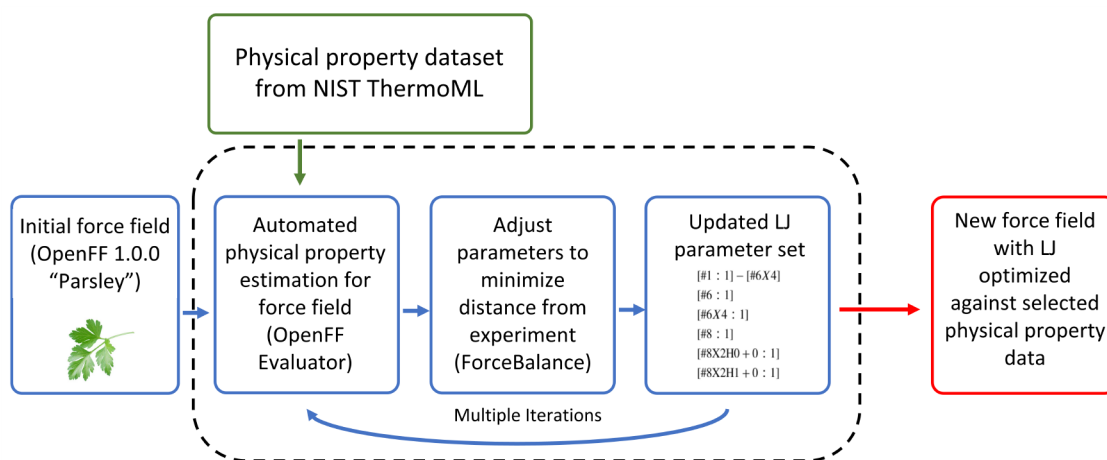 Physical property dataset
from NIST ThermoML
Initial force field
(OpenFF 1.0.0
“Parsley”)
Automated
physical property
estimation for
force field
(OpenFF
Evaluator)
Adjust
parameters to
minimize
distance from
experiment
(ForceBalance)
Updated LJ
parameter set
[#1 : 1] – [#6X4]
[#6 : 1]
[#6X4 : 1]
[#8 : 1]
[#8X2H0 + 0 : 1]
[#8X2H1 + 0 : 1]
New force field
with LJ
optimized
against selected
physical property
data
Multiple Iterations